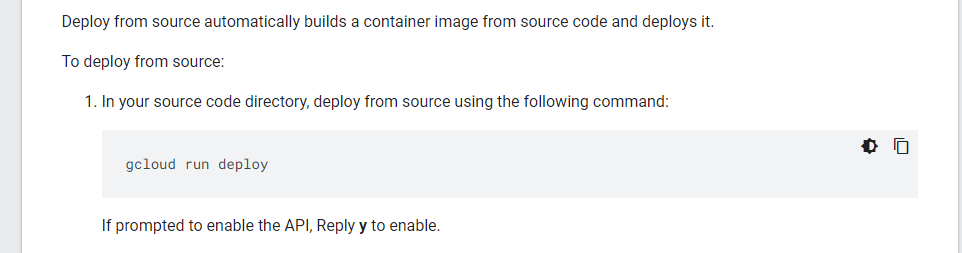 Deploy from source automatically builds a container image from source code and deploys it.
To deploy from source:
1. In your source code directory, deploy from source using the following command:
gcloud run deploy
If prompted to enable the API, Reply y to enable.